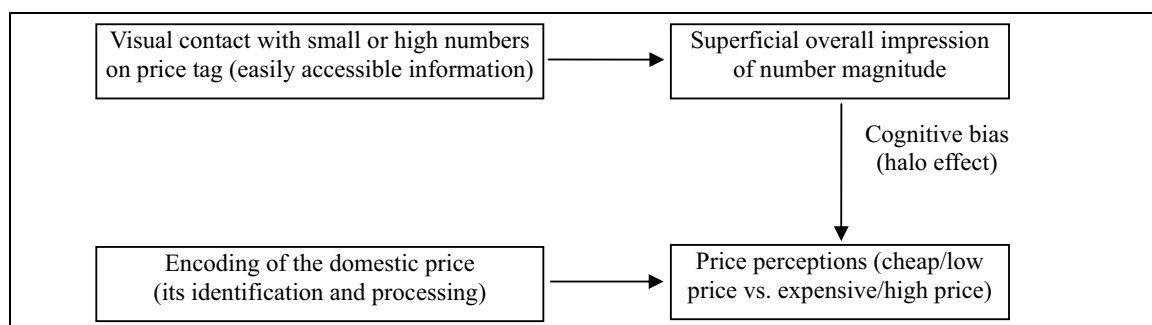 Visual contact with small or high numbers
on price tag (easily accessible information)
Superficial overall impression
of number magnitude
Cognitive bias
(halo effect)
Encoding of the domestic price
(its identification and processing)
Price perceptions (cheap/low
price vs. expensive/high price)